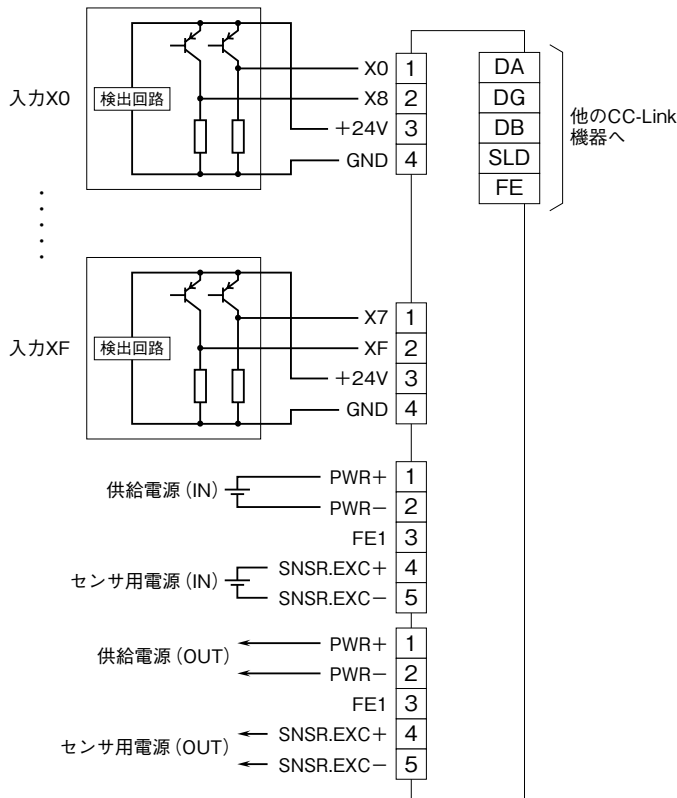 入力X0
検出回路
X0 1
X8 2
+24V 3
GND 4
DA
DG
DB
SLD
FE
他のCC-Link
機器へ
入力XF
検出回路
X7 1
XF 2
+24V 3
GND 4
供給電源(IN)
PWR+ 1
PWR- 2
FE1 3
センサ用電源(IN)
SNSR.EXC+ 4
SNSR.EXC- 5
供給電源(OUT)
PWR+ 1
PWR- 2
FE1 3
センサ用電源(OUT)
SNSR.EXC+ 4
SNSR.EXC- 5